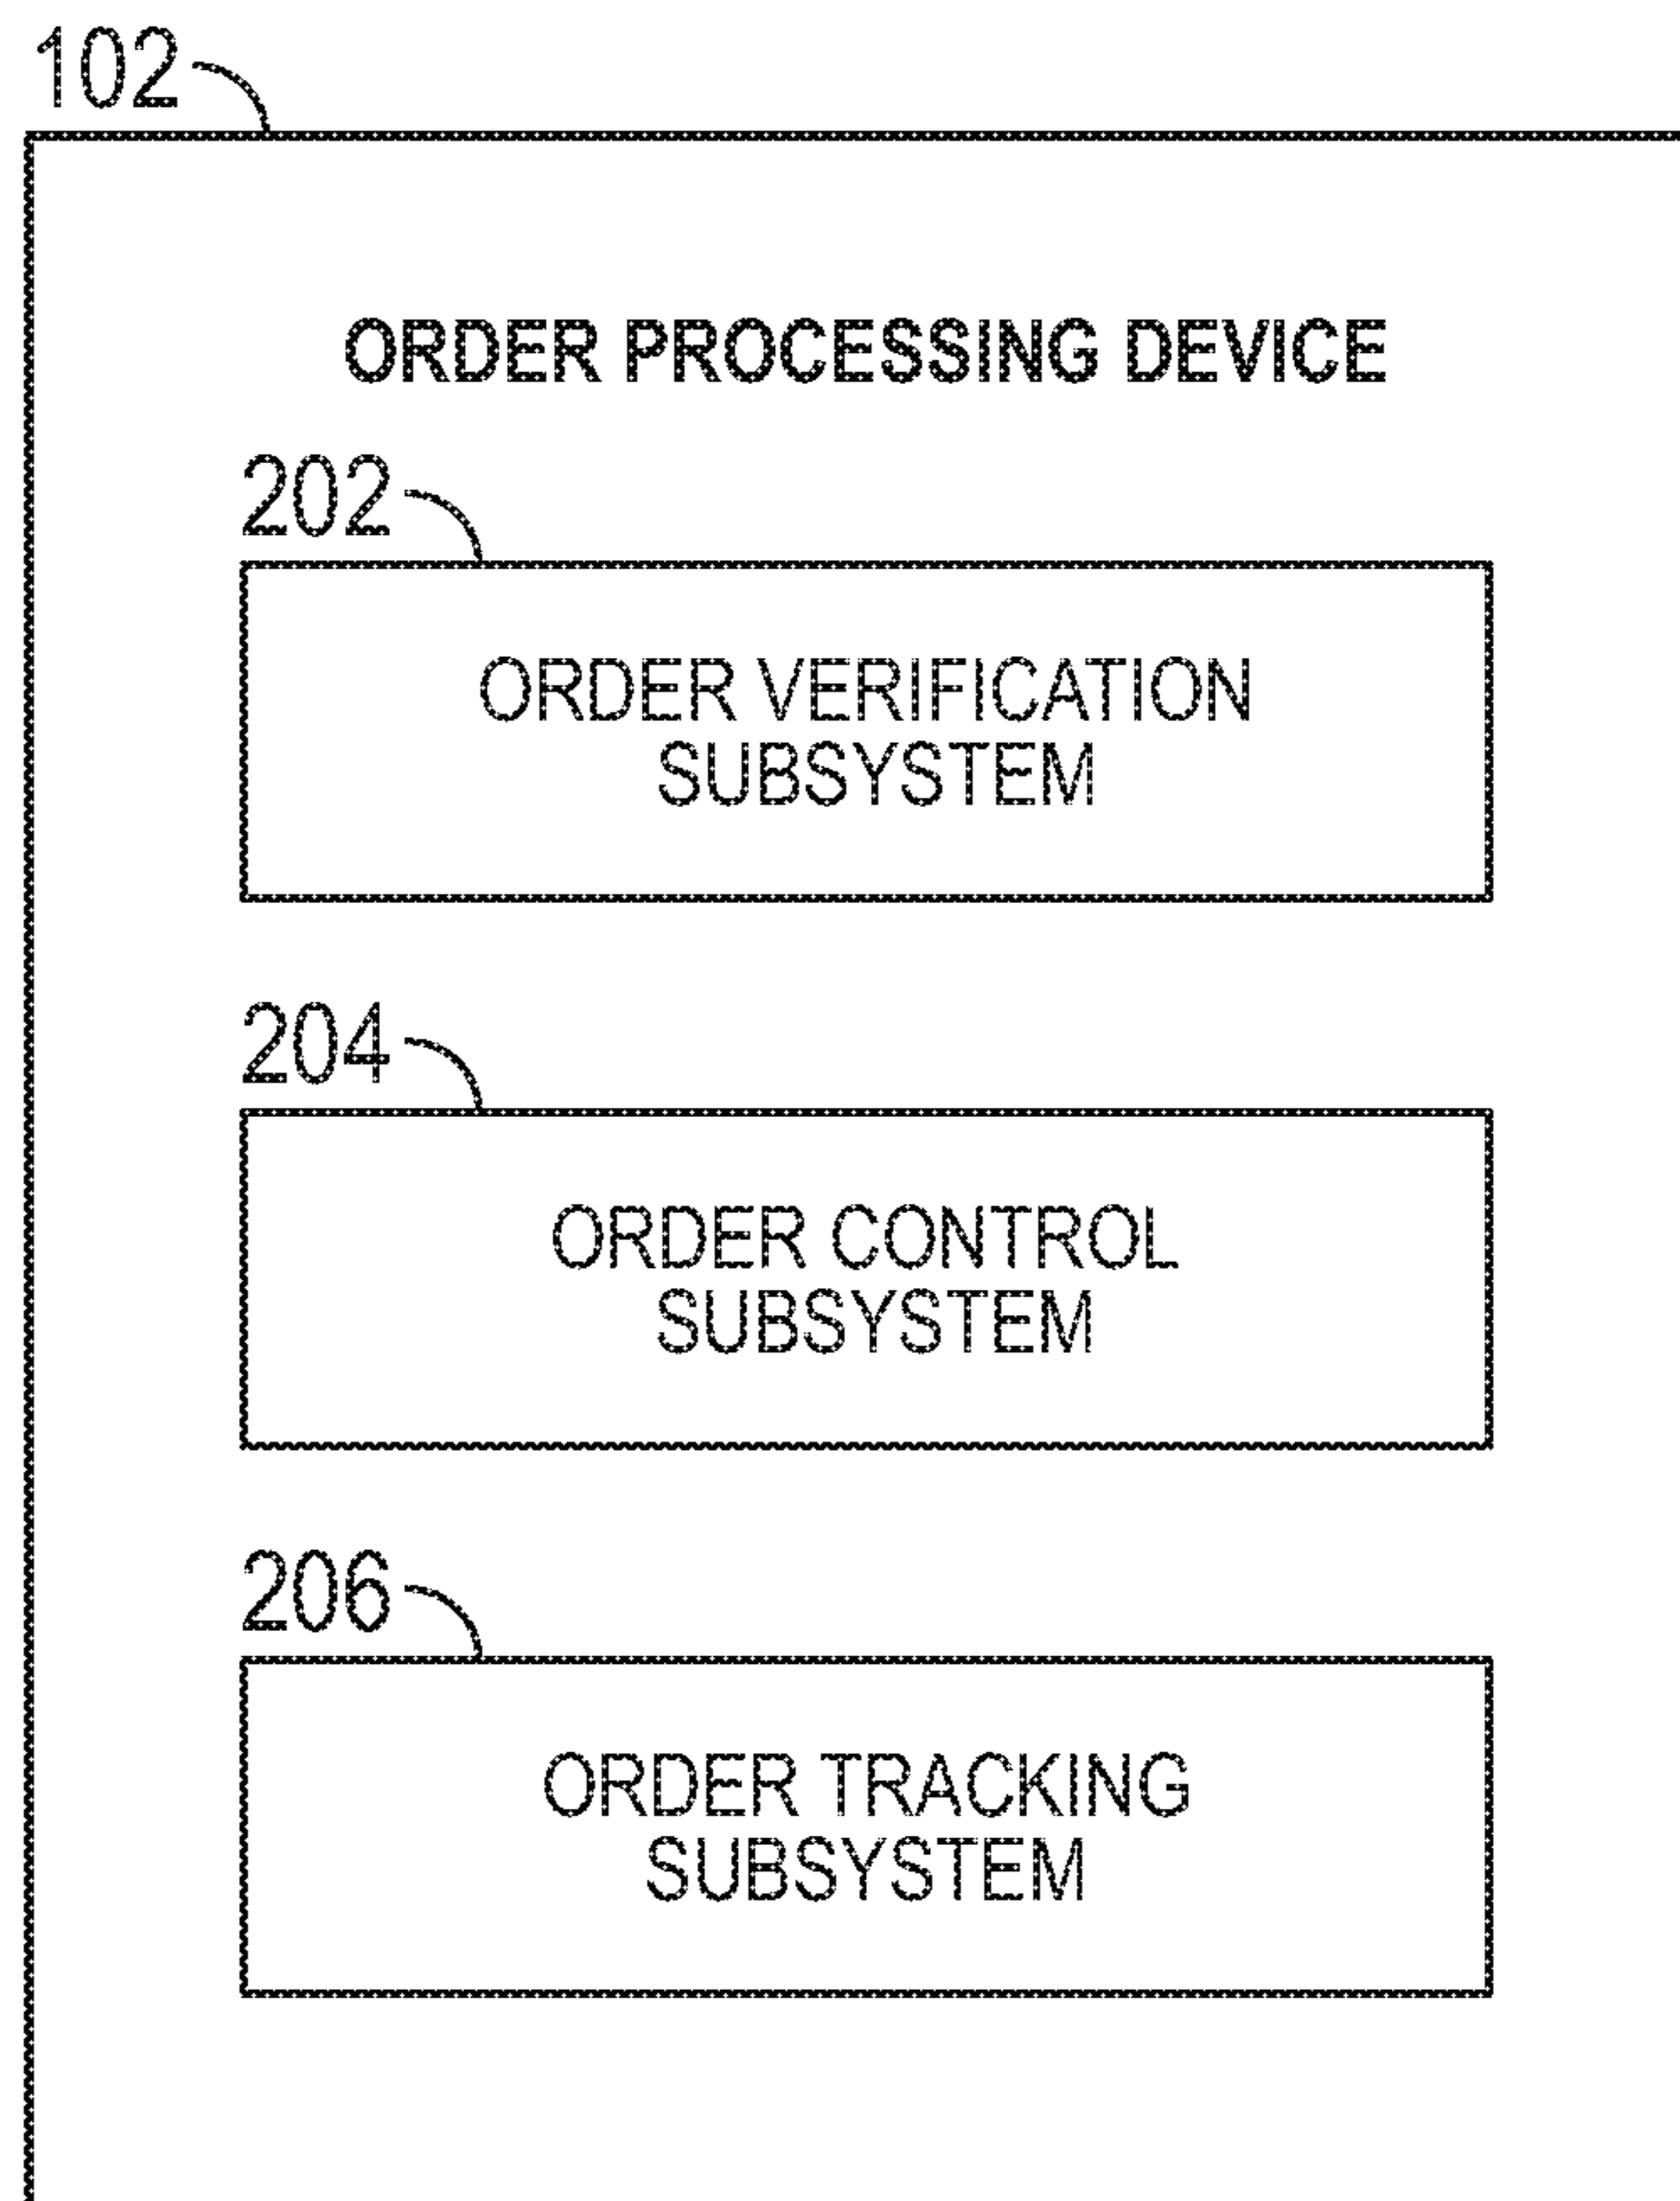 102
ORDER PROCESSING DEVICE
202
ORDER VERIFICATION
SUBSYSTEM
204
ORDER CONTROL
SUBSYSTEM
206
ORDER TRACKING
SUBSYSTEM